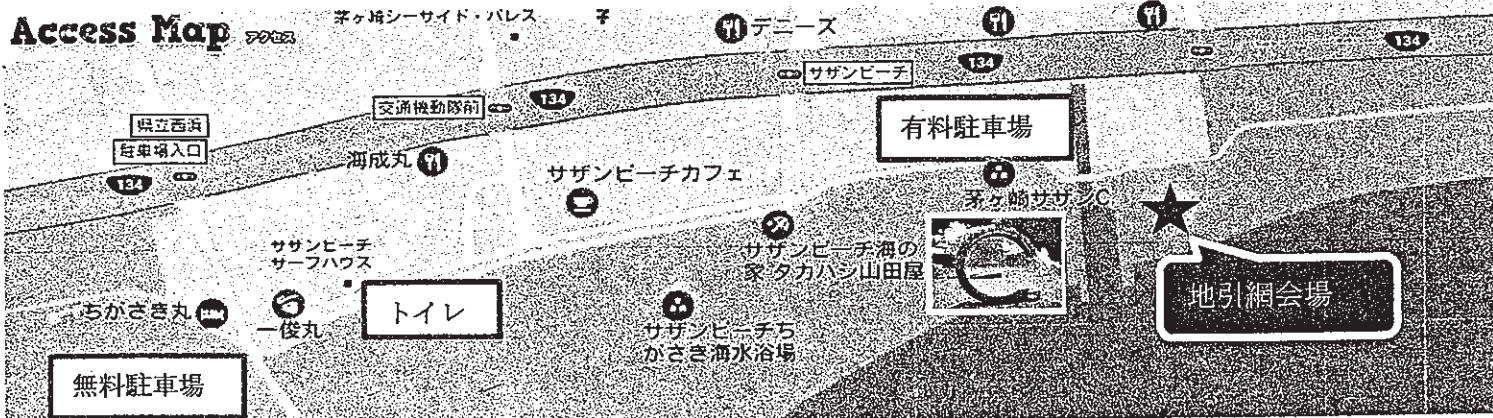 Access Map アクセス
茅ヶ崎シーサイド・パレス
子
デニーズ
134
サザンビーチ
134
134
交通機動隊前
県立西浜
駐車場入口
134
有料駐車場
海成丸
サザンビーチカフェ
茅ヶ崎サザンC
サザンビーチ
サーフハウス
サザンビーチ海の
家 タカハシ山田屋
地引網会場
ちがさき丸
一俊丸
トイレ
サザンビーチち
がさき海水浴場
無料駐車場